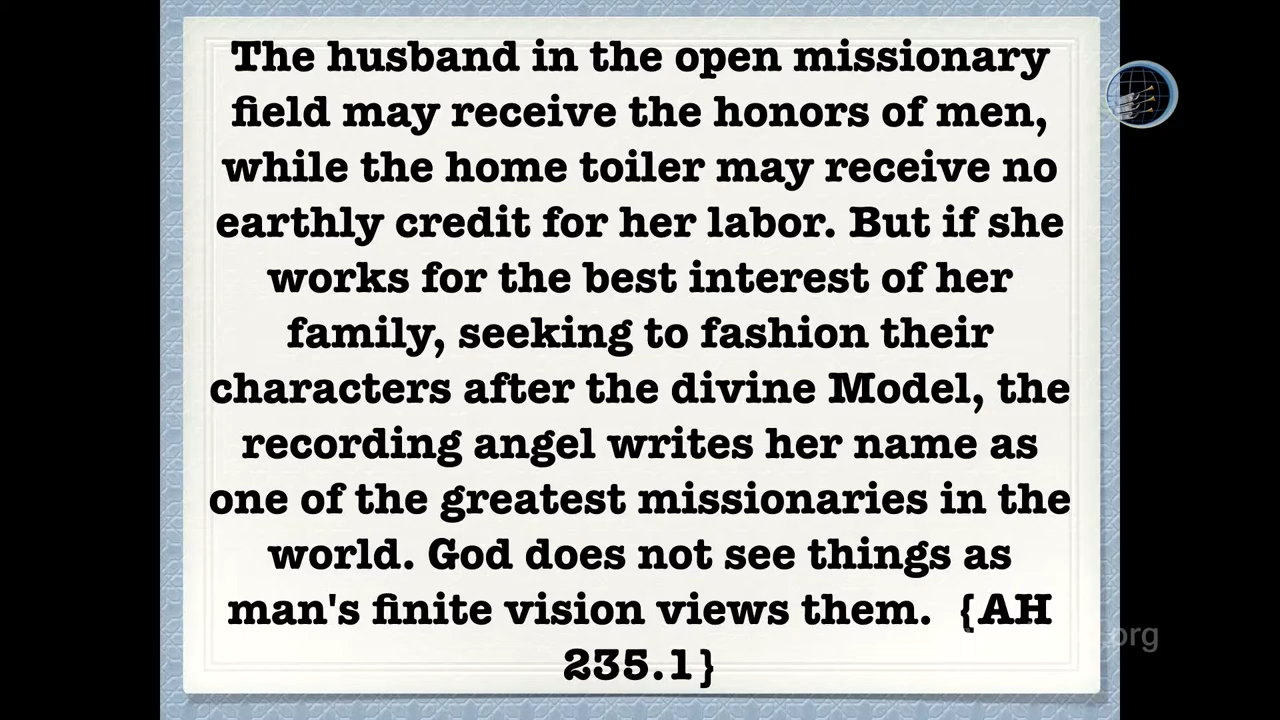 The husband in the open missionary
field may receive the honors of men,
while the home toiler may receive no
earthly credit for her labor. But if she
works for the best interest of her
family, seeking to fashion their
characters after the divine Model, the
recording angel writes her name as
one of the greatest missionaries in the
world. God does not see things as
man's finite vision views them.  {AH
235.1}
.org